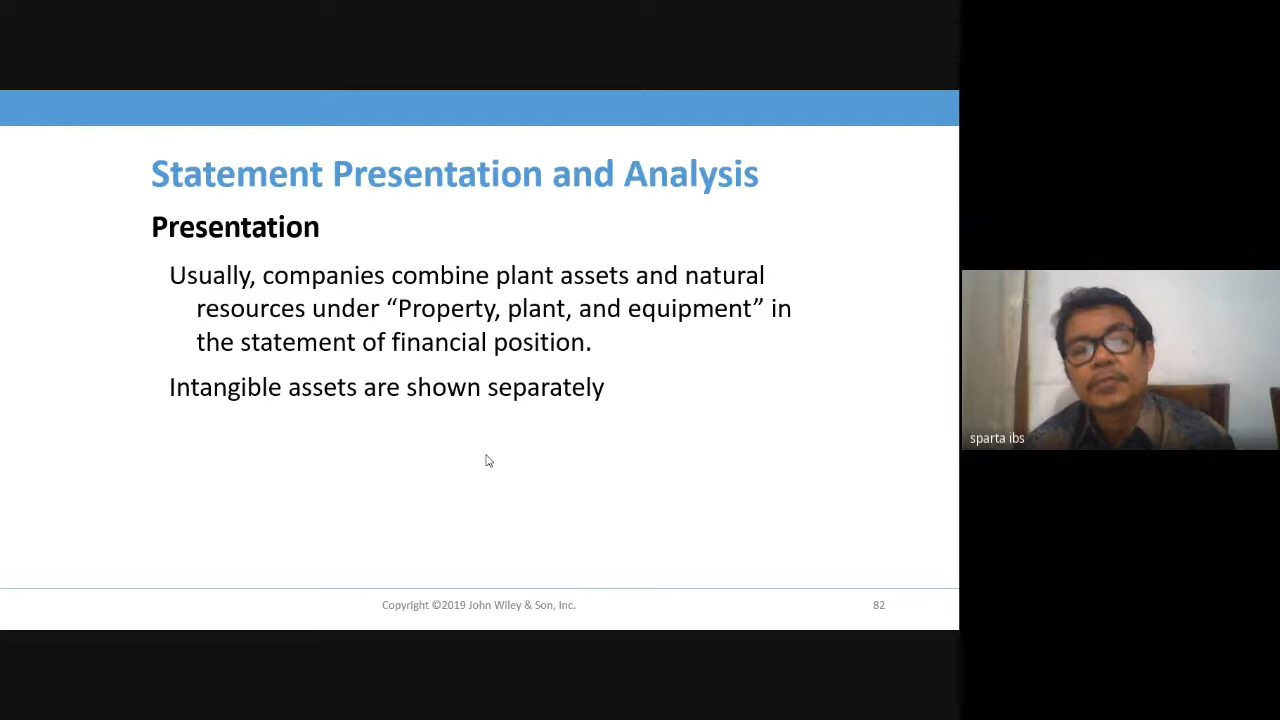 Statement Presentation and Analysis
Presentation
Usually, companies combine plant assets and natural
resources under “Property, plant, and equipment” in
the statement of financial position.
Intangible assets are shown separately
sparta ibs
Copyright ©2019 John Wiley & Son, Inc.
82